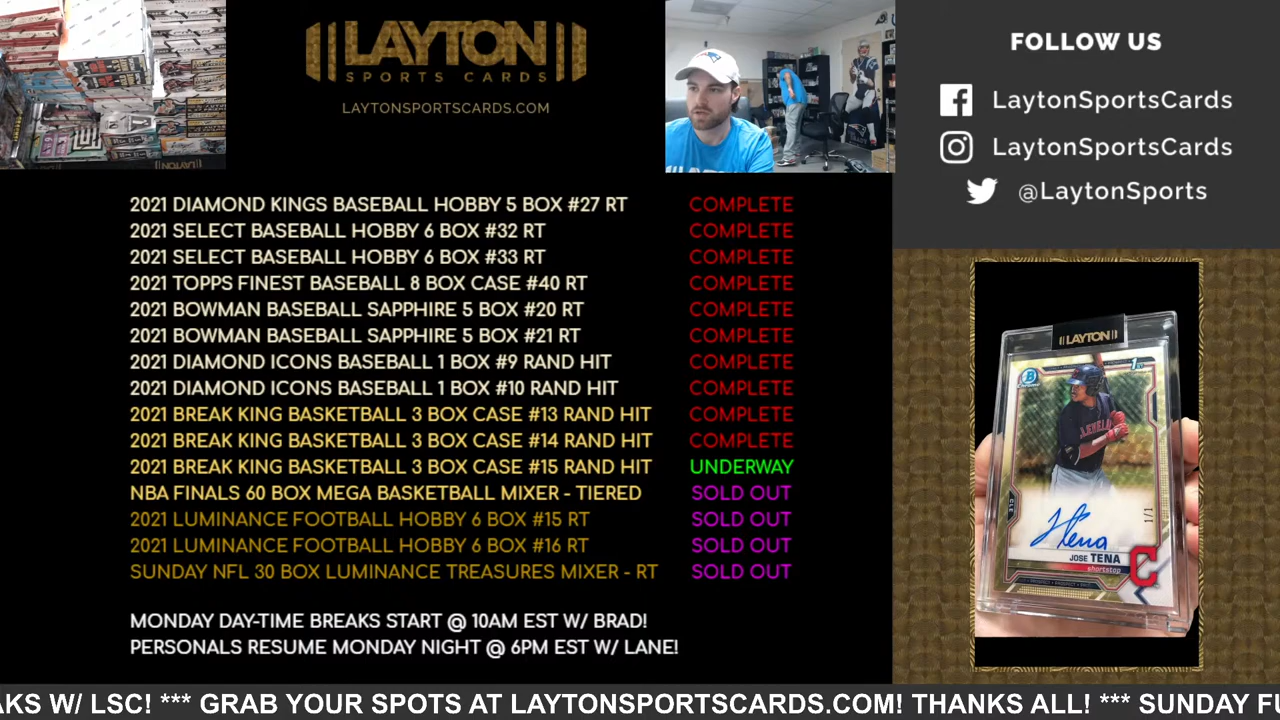 LAYTON
SPORTS CARDS
LAYTONSPORTSCARDS.COM
FOLLOW US
LaytonSportsCards
LaytonSportsCards
@LaytonSports
2021 DIAMOND KINGS BASEBALL HOBBY 5 BOX #27 RT COMPLETE
2021 SELECT BASEBALL HOBBY 6 BOX #32 RT COMPLETE
2021 SELECT BASEBALL HOBBY 6 BOX #33 RT COMPLETE
2021 TOPPS FINEST BASEBALL 8 BOX CASE #40 RT COMPLETE
2021 BOWMAN BASEBALL SAPPHIRE 5 BOX #20 RT COMPLETE
2021 BOWMAN BASEBALL SAPPHIRE 5 BOX #21 RT COMPLETE
2021 DIAMOND ICONS BASEBALL 1 BOX #9 RAND HIT COMPLETE
2021 DIAMOND ICONS BASEBALL 1 BOX #10 RAND HIT COMPLETE
2021 BREAK KING BASKETBALL 3 BOX CASE #13 RAND HIT COMPLETE
2021 BREAK KING BASKETBALL 3 BOX CASE #14 RAND HIT COMPLETE
2021 BREAK KING BASKETBALL 3 BOX CASE #15 RAND HIT UNDERWAY
NBA FINALS 60 BOX MEGA BASKETBALL MIXER - TIERED SOLD OUT
2021 LUMINANCE FOOTBALL HOBBY 6 BOX #15 RT SOLD OUT
2021 LUMINANCE FOOTBALL HOBBY 6 BOX #16 RT SOLD OUT
SUNDAY NFL 30 BOX LUMINANCE TREASURES MIXER - RT SOLD OUT
MONDAY DAY-TIME BREAKS START @ 10AM EST W/ BRAD!
PERSONALS RESUME MONDAY NIGHT @ 6PM EST W/ LANE!
LAYTON
1st
CLE
1/1
JOSE TENA
shortstop
C
AKS W/ LSC! *** GRAB YOUR SPOTS AT LAYTONSPORTSCARDS.COM! THANKS ALL! *** SUNDAY FU